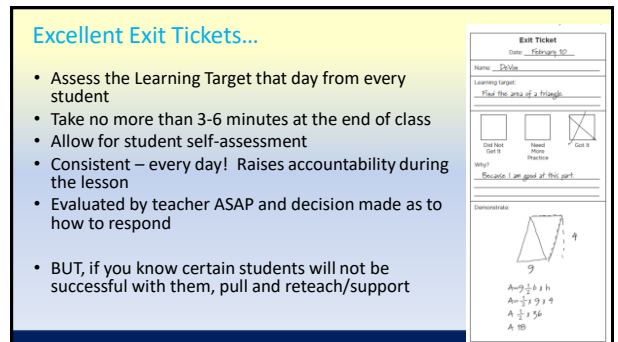 Excellent Exit Tickets…
• Assess the Learning Target that day from every
student
• Take no more than 3-6 minutes at the end of class
• Allow for student self-assessment
• Consistent – every day!  Raises accountability during
the lesson
• Evaluated by teacher ASAP and decision made as to
how to respond
• BUT, if you know certain students will not be
successful with them, pull and reteach/support
Exit Ticket
Date: February 10
Name:
Learning target:
Find the area of a triangle.
Did Not
Get It
Need
More
Practice
Got It
Why?
Because I am good at this part.
Demonstrate:
4
9
A=9 1/2 b x h
A= 1/2 x 9 x 4
A 1/2 x 36
A 18